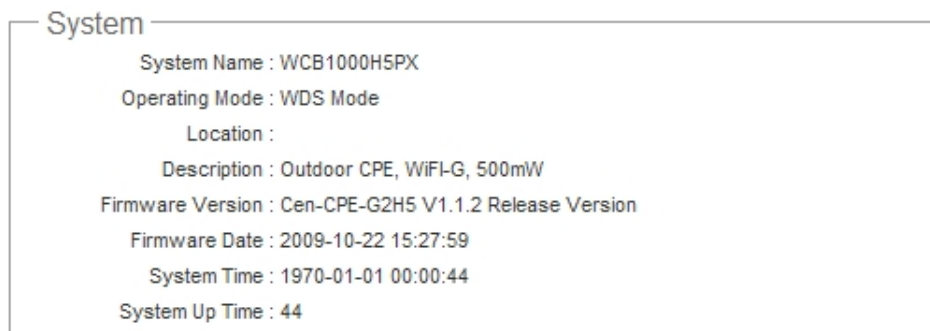 System
System Name : WCB1000H5PX
Operating Mode : WDS Mode
Location :
Description : Outdoor CPE, WiFI-G, 500mW
Firmware Version : Cen-CPE-G2H5 V1.1.2 Release Version
Firmware Date : 2009-10-22 15:27:59
System Time : 1970-01-01 00:00:44
System Up Time : 44